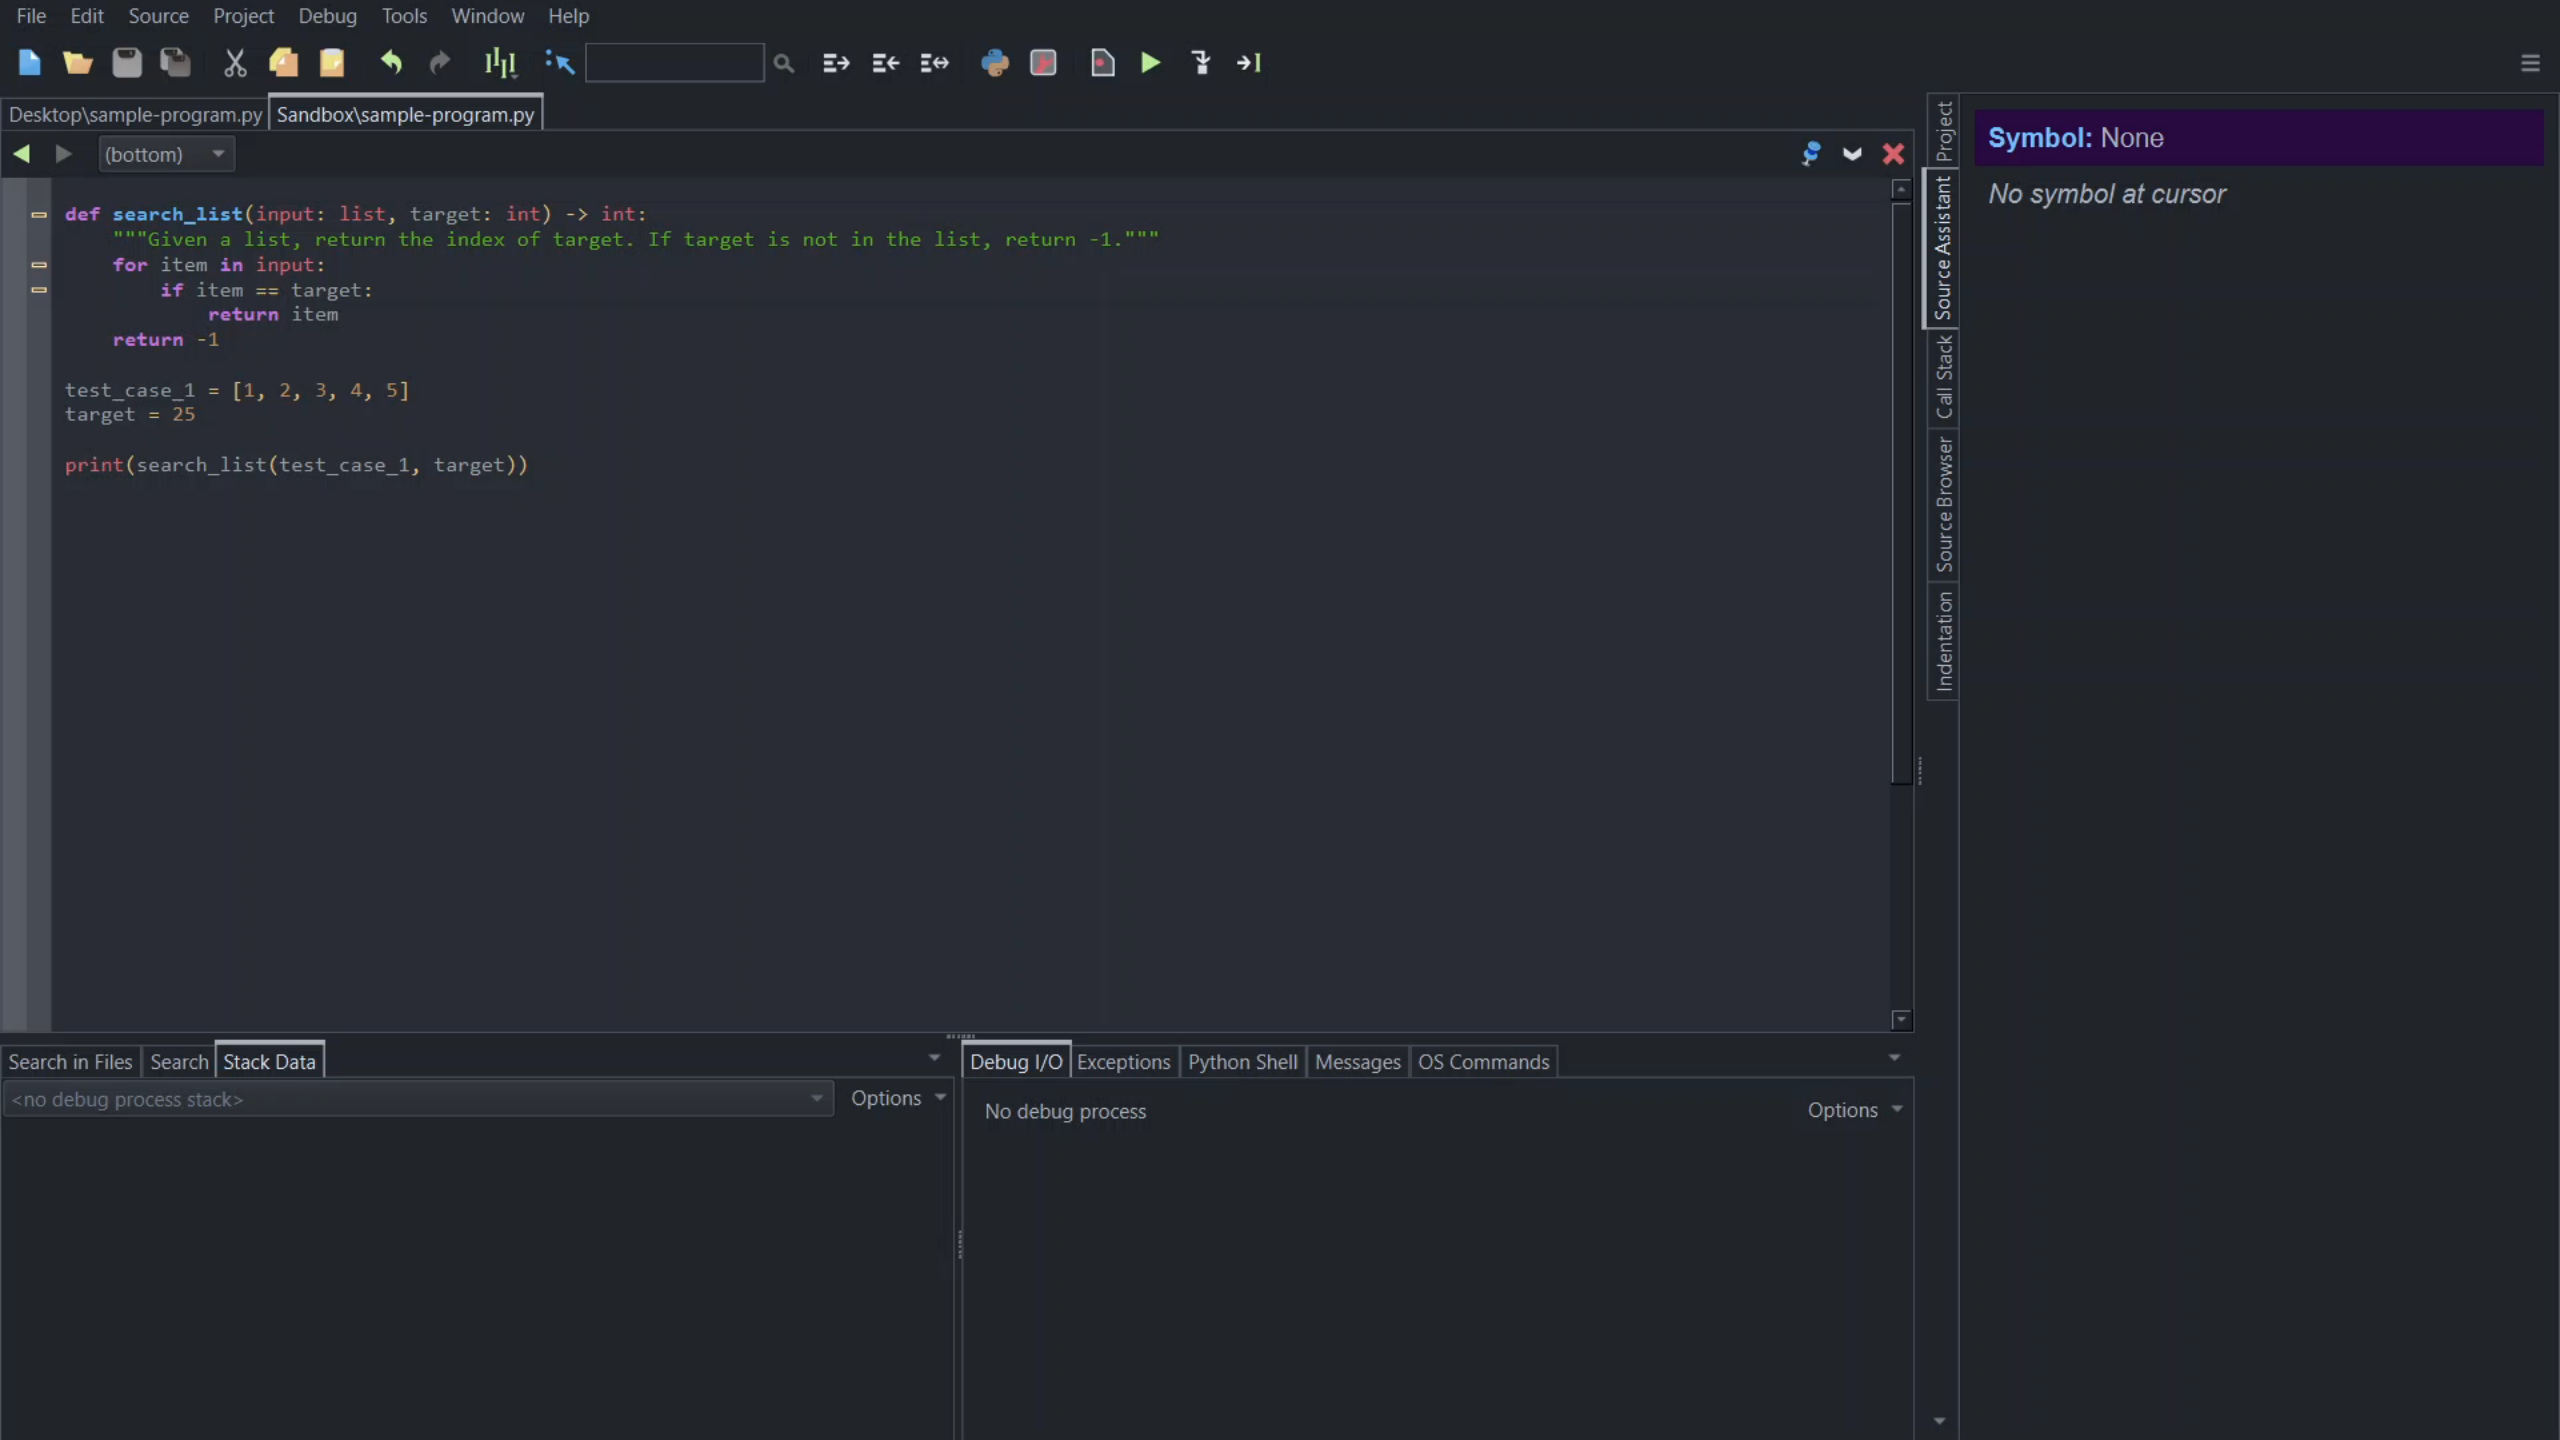 File Edit Source Project Debug Tools Window Help
Desktop\sample-program.py Sandbox\sample-program.py
(bottom)
def search_list(input: list, target: int) -> int:
    """Given a list, return the index of target. If target is not in the list, return -1."""
    for item in input:
        if item == target:
            return item
    return -1
test_case_1 = [1, 2, 3, 4, 5]
target = 25
print(search_list(test_case_1, target))
Project
Source Assistant
Call Stack
Source Browser
Indentation
Symbol: None
No symbol at cursor
Search in Files Search Stack Data
<no debug process stack> Options
Debug I/O Exceptions Python Shell Messages OS Commands
No debug process Options